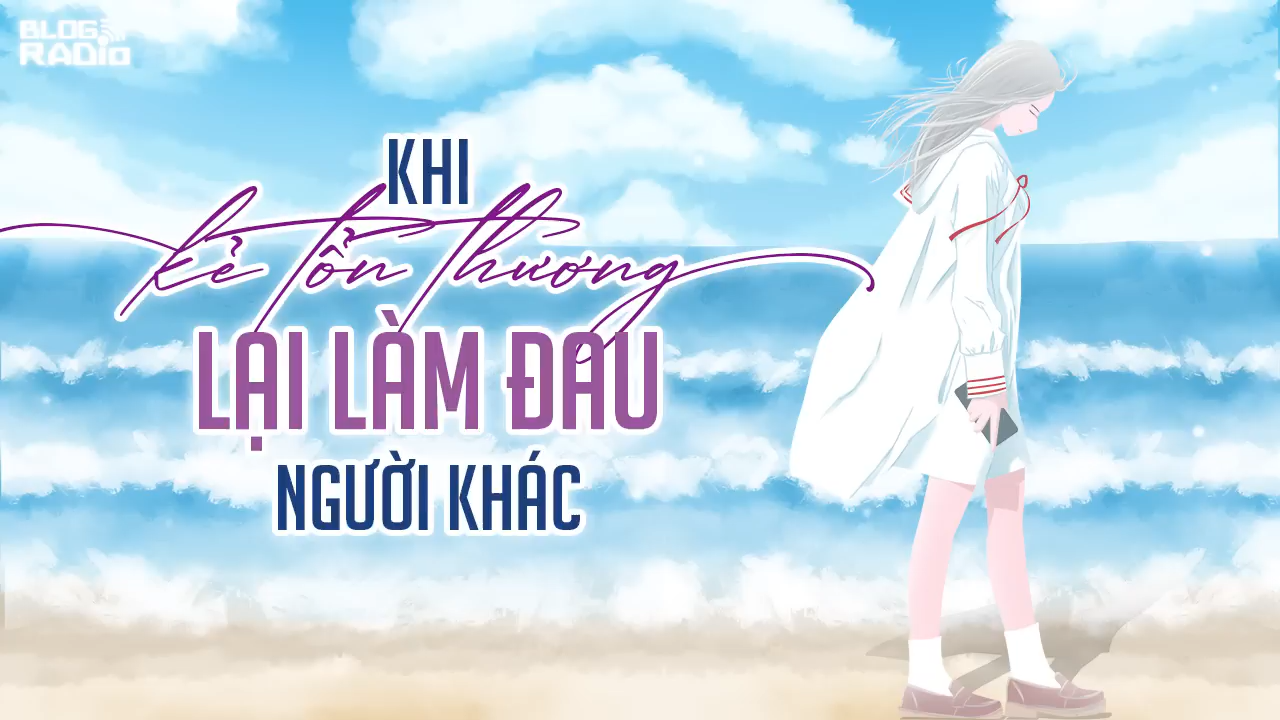 BLOG
RADIO
KHI
kẻ tổn thương
LẠI LÀM ĐAU
NGƯỜI KHÁC